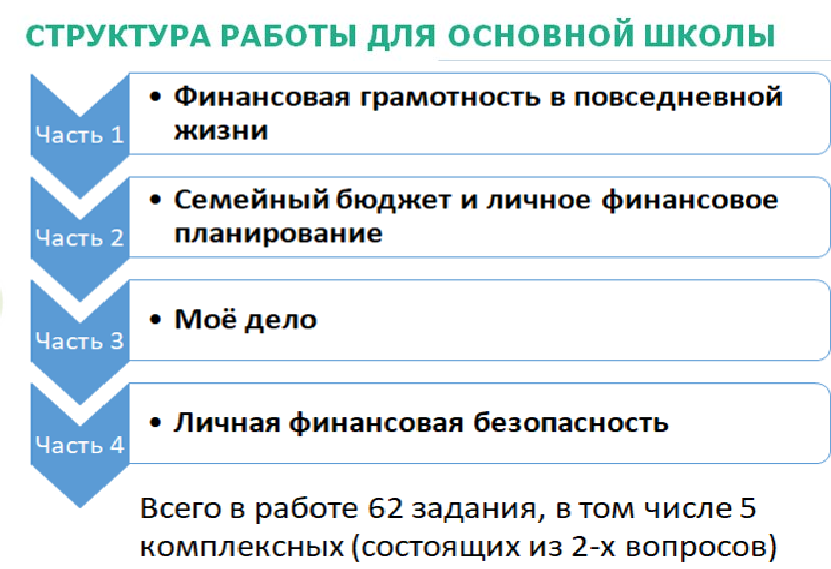 СТРУКТУРА РАБОТЫ ДЛЯ ОСНОВНОЙ ШКОЛЫ
Часть 1
• Финансовая грамотность в повседневной
жизни
Часть 2
• Семейный бюджет и личное финансовое
планирование
Часть 3
• Моё дело
Часть 4
• Личная финансовая безопасность
Всего в работе 62 задания, в том числе 5
комплексных (состоящих из 2-х вопросов)